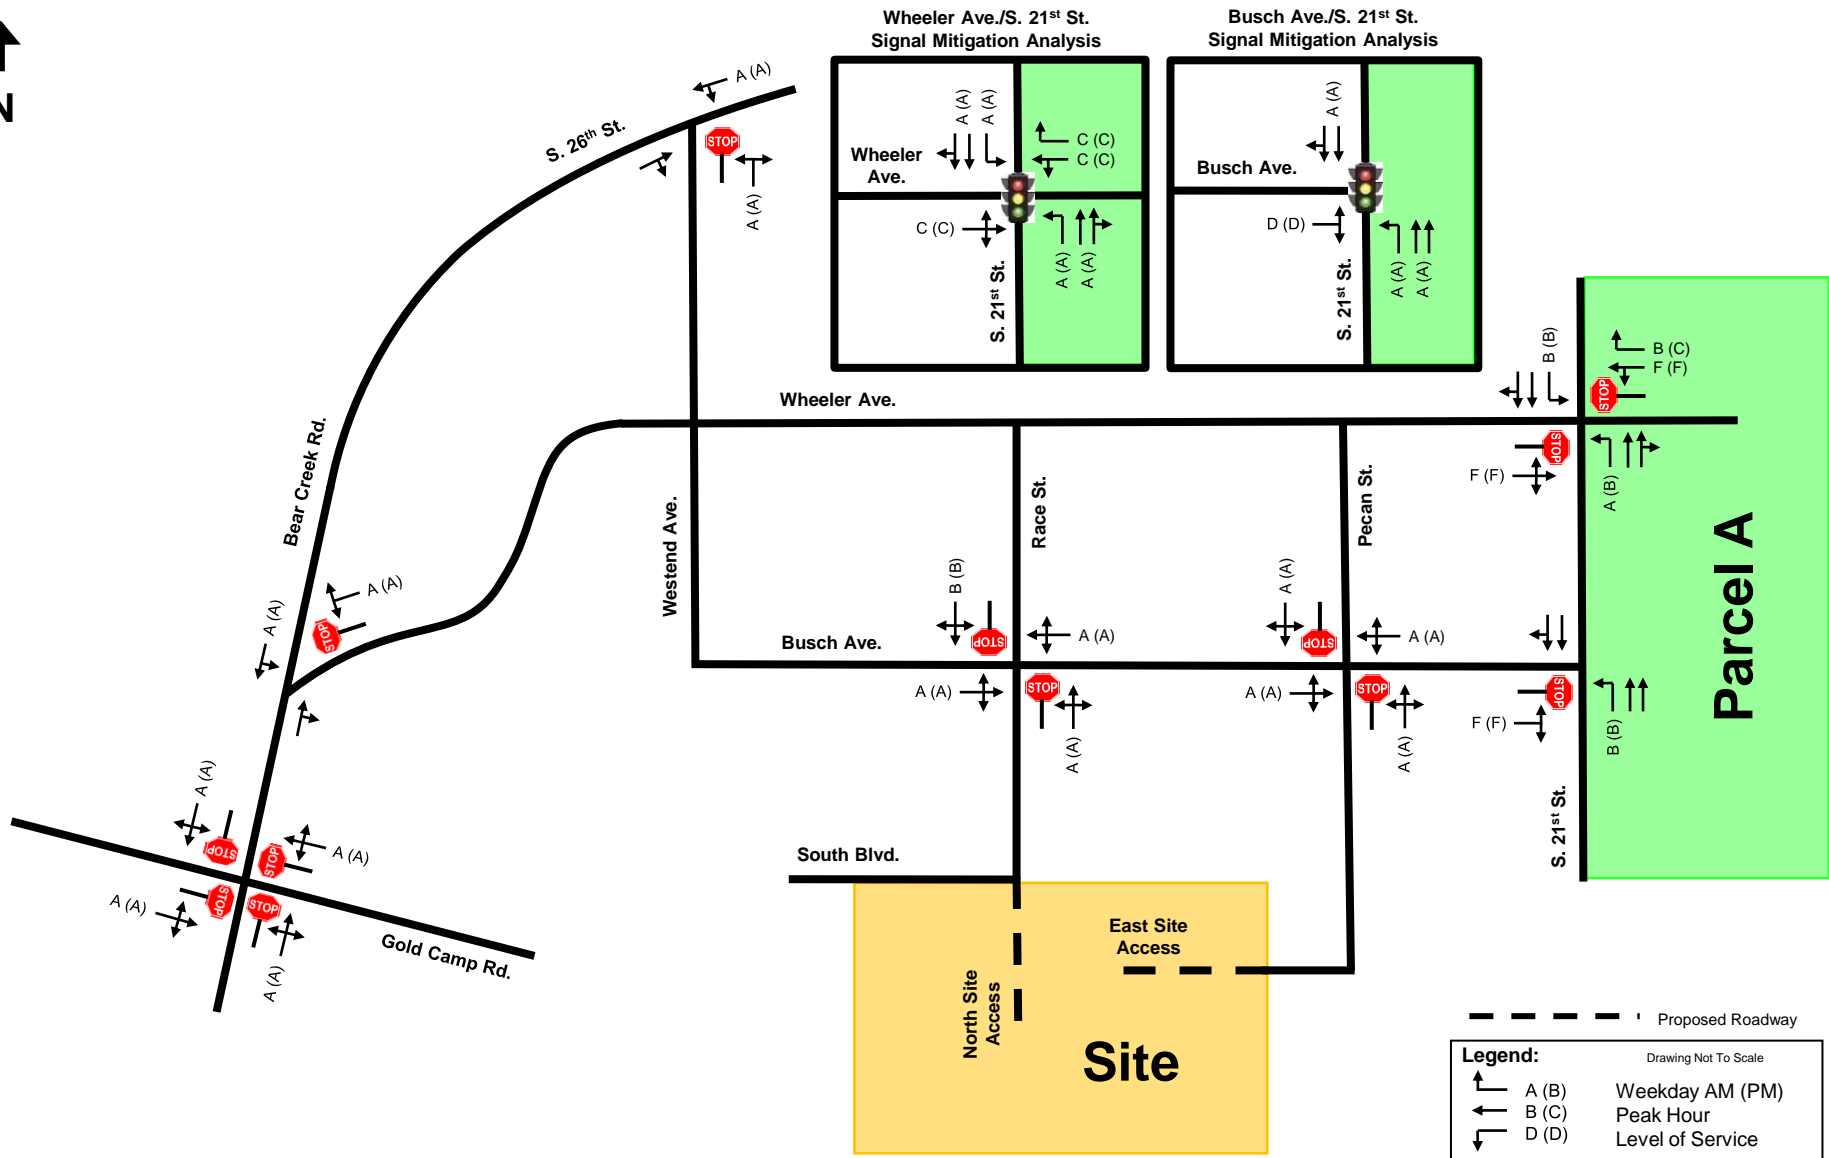 N
Wheeler Ave./S. 21st St.
Signal Mitigation Analysis
Busch Ave./S. 21st St.
Signal Mitigation Analysis
A (A)
S. 26th St.
STOP
A (A)
A (A)
A (A)
Wheeler
Ave.
C (C)
C (C)
C (C)
A (A)
A (A)
S. 21st St.
A (A)
Busch Ave.
D (D)
A (A)
A (A)
S. 21st St.
Wheeler Ave.
B (B)
B (C)
F (F)
STOP
STOP
F (F)
A (B)
Bear Creek Rd.
Westend Ave.
Race St.
Pecan St.
Parcel A
A (A)
A (A)
STOP
B (B)
STOP
A (A)
A (A)
STOP
A (A)
Busch Ave.
A (A)
STOP
A (A)
A (A)
STOP
A (A)
STOP
F (F)
B (B)
S. 21st St.
A (A)
STOP
STOP
A (A)
A (A)
STOP
STOP
A (A)
Gold Camp Rd.
South Blvd.
East Site
Access
North Site
Access
Site
Proposed Roadway
Legend:
Drawing Not To Scale
A (B)
Weekday AM (PM)
B (C)
Peak Hour
D (D)
Level of Service